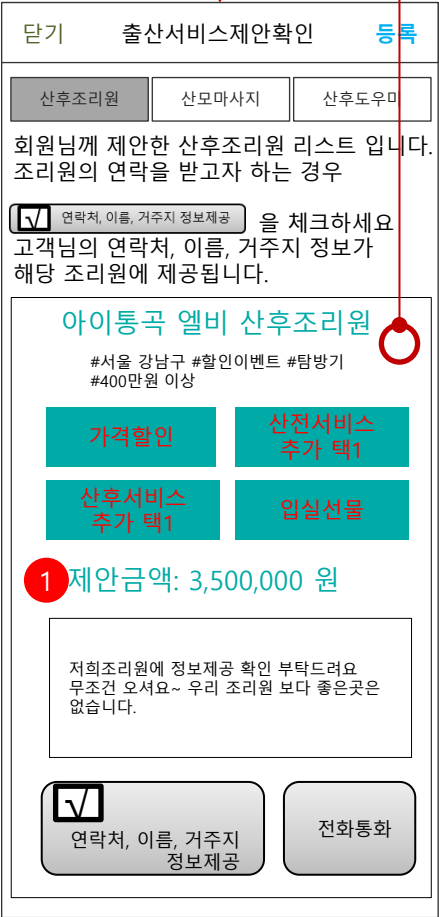 닫기 출산서비스제안확인 등록
산후조리원 산모마사지 산후도우미
회원님께 제안한 산후조리원 리스트 입니다.
조리원의 연락을 받고자 하는 경우
√ 연락처, 이름, 거주지 정보제공 을 체크하세요
고객님의 연락처, 이름, 거주지 정보가
해당 조리원에 제공됩니다.
아이통곡 엘비 산후조리원
#서울 강남구 #할인이벤트 #탐방기
#400만원 이상
가격할인
산전서비스
추가 택1
산후서비스
추가 택1
입실선물
1 제안금액: 3,500,000 원
저희조리원에 정보제공 확인 부탁드려요
무조건 오셔요~ 우리 조리원 보다 좋은곳은
없습니다.
√
연락처, 이름, 거주지
정보제공
전화통화